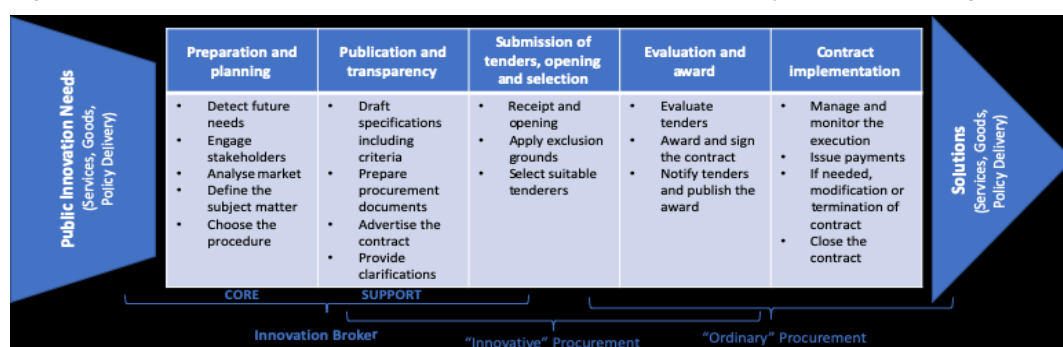 Public Innovation Needs
(Services, Goods,
Policy Delivery)
Preparation and
planning
Detect future
needs
Engage
stakeholders
Analyse market
Define the
subject matter
Choose the
procedure
Publication and
transparency
Draft
specifications
including
criteria
Prepare
procurement
documents
Advertise the
contract
Provide
clarifications
Submission of
tenders, opening
and selection
Receipt and
opening
Apply exclusion
grounds
Select suitable
tenderers
Evaluation and
award
Evaluate
tenders
Award and sign
the contract
Notify tenders
and publish the
award
Contract
implementation
Manage and
monitor the
execution
Issue payments
If needed,
modification or
termination of
contract
Close the
contract
Solutions
(Services, Goods,
Policy Delivery)
CORE
SUPPORT
Innovation Broker
"Innovative" Procurement
"Ordinary" Procurement